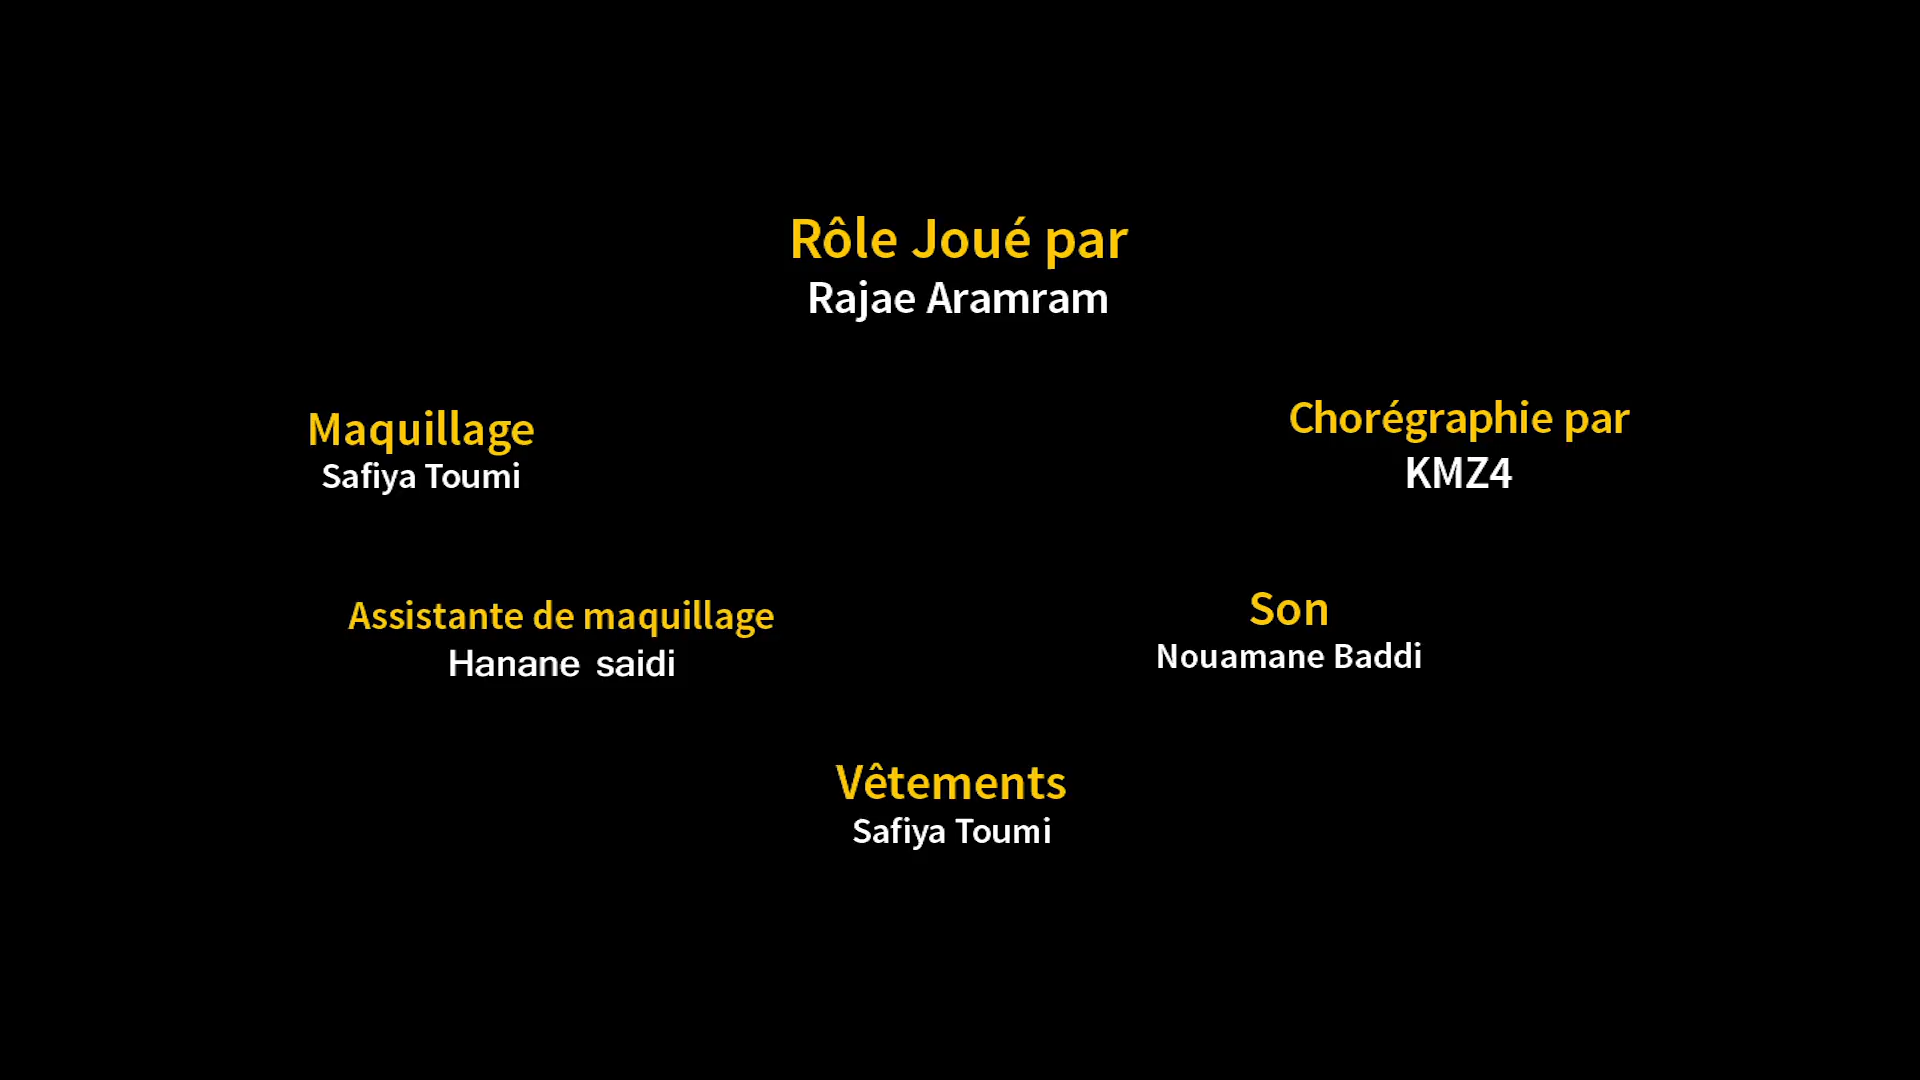 Rôle Joué par
Rajae Aramram
Maquillage
Safiya Toumi
Chorégraphie par
KMZ4
Assistante de maquillage
Hanane saidi
Son
Nouamane Baddi
Vêtements
Safiya Toumi